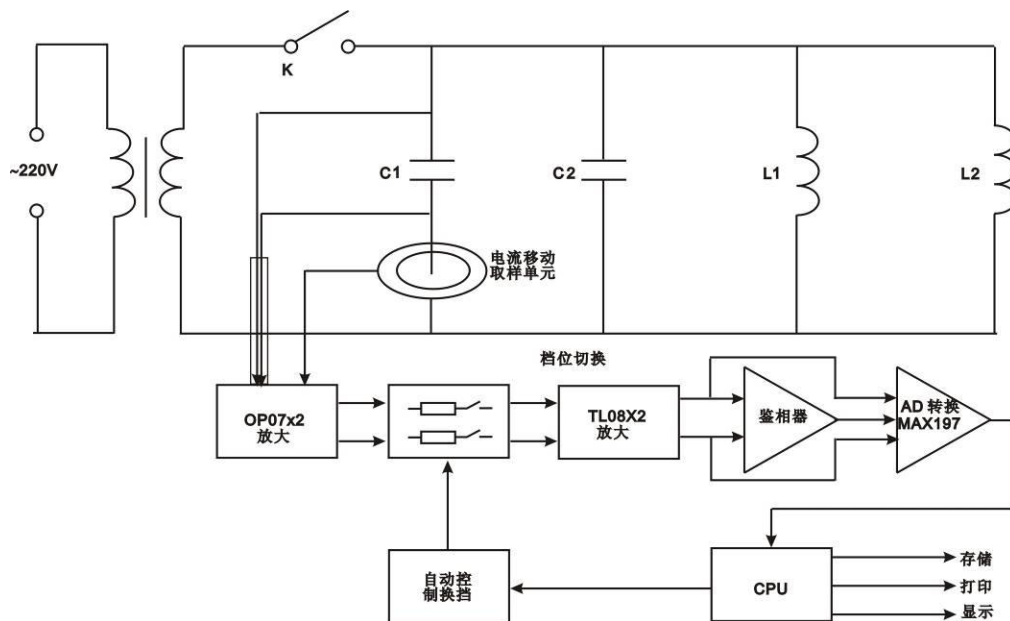 K
~220V
C1
C2
L1
L2
电流移动
取样单元
档位切换
OP07x2
放大
TL08X2
放大
鉴相器
AD 转换
MAX197
自动控
制换挡
CPU
存储
打印
显示